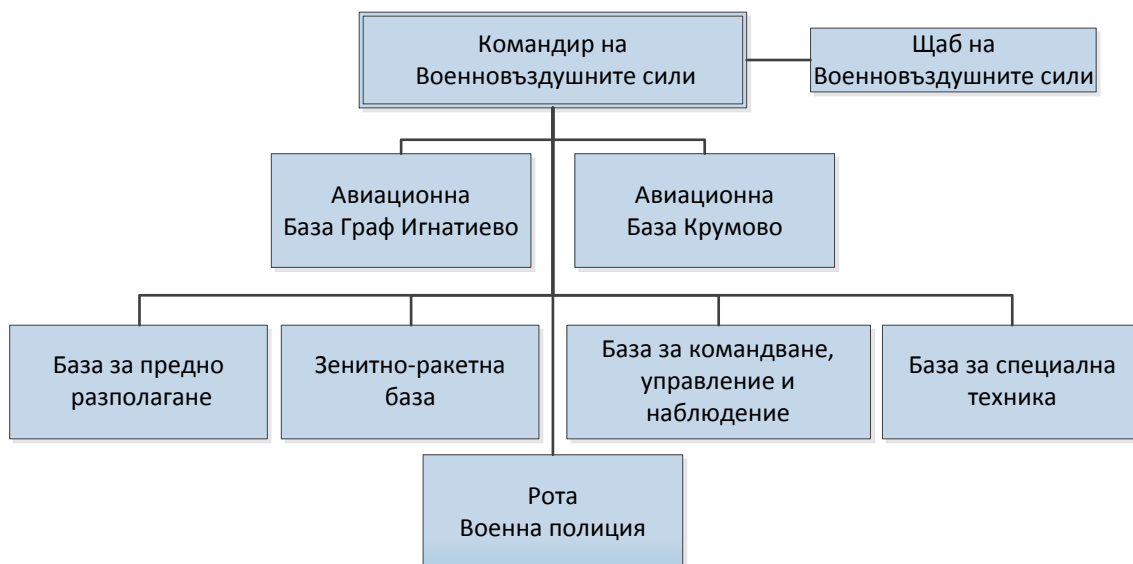 Командир на
Военновъздушните сили
Щаб на
Военновъздушните сили
Авиационна
База Граф Игнатиево
Авиационна
База Крумово
База за предно
разполагане
Зенитно-ракетна
база
База за командване,
управление и
наблюдение
База за специална
техника
Рота
Военна полиция